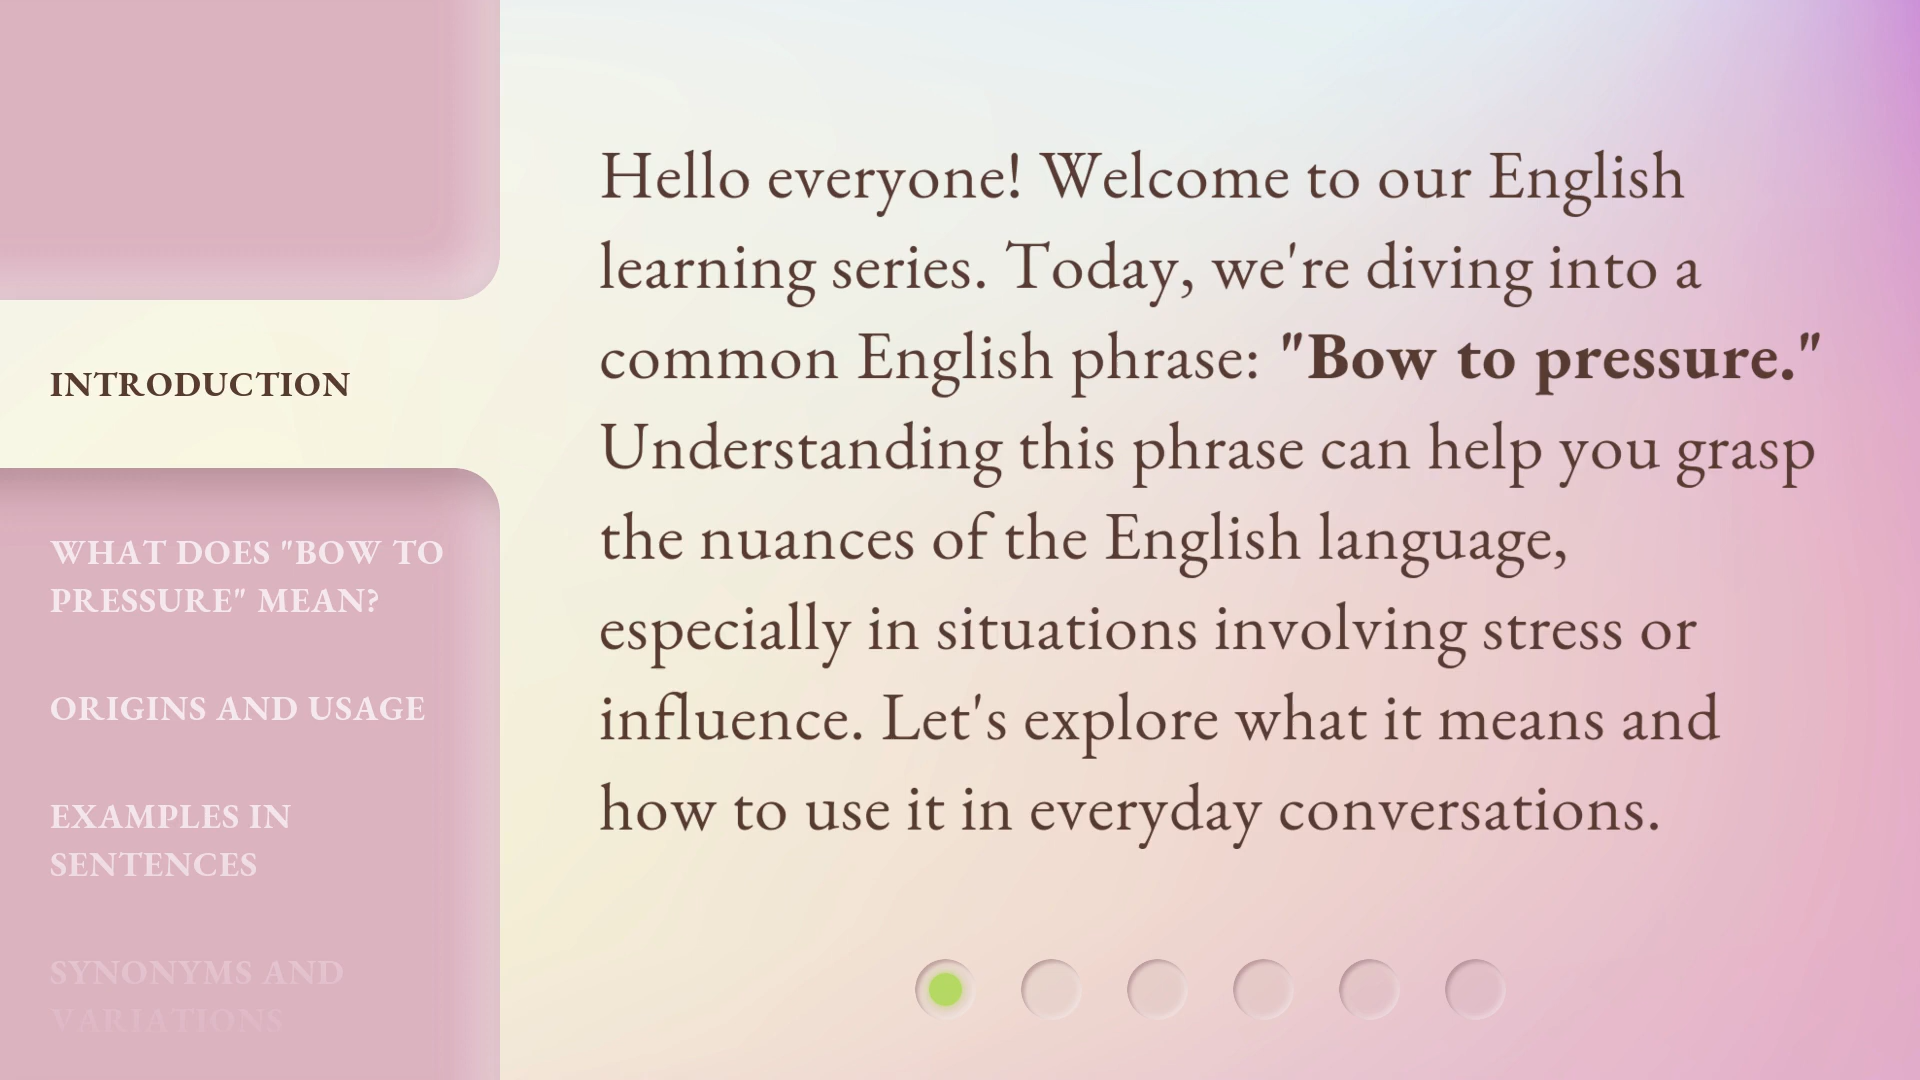 INTRODUCTION
WHAT DOES "BOW TO
PRESSURE" MEAN?
ORIGINS AND USAGE
EXAMPLES IN
SENTENCES
SYNONYMS AND
VARIATIONS
Hello everyone! Welcome to our English
learning series. Today, we're diving into a
common English phrase: "Bow to pressure."
Understanding this phrase can help you grasp
the nuances of the English language,
especially in situations involving stress or
influence. Let's explore what it means and
how to use it in everyday conversations.